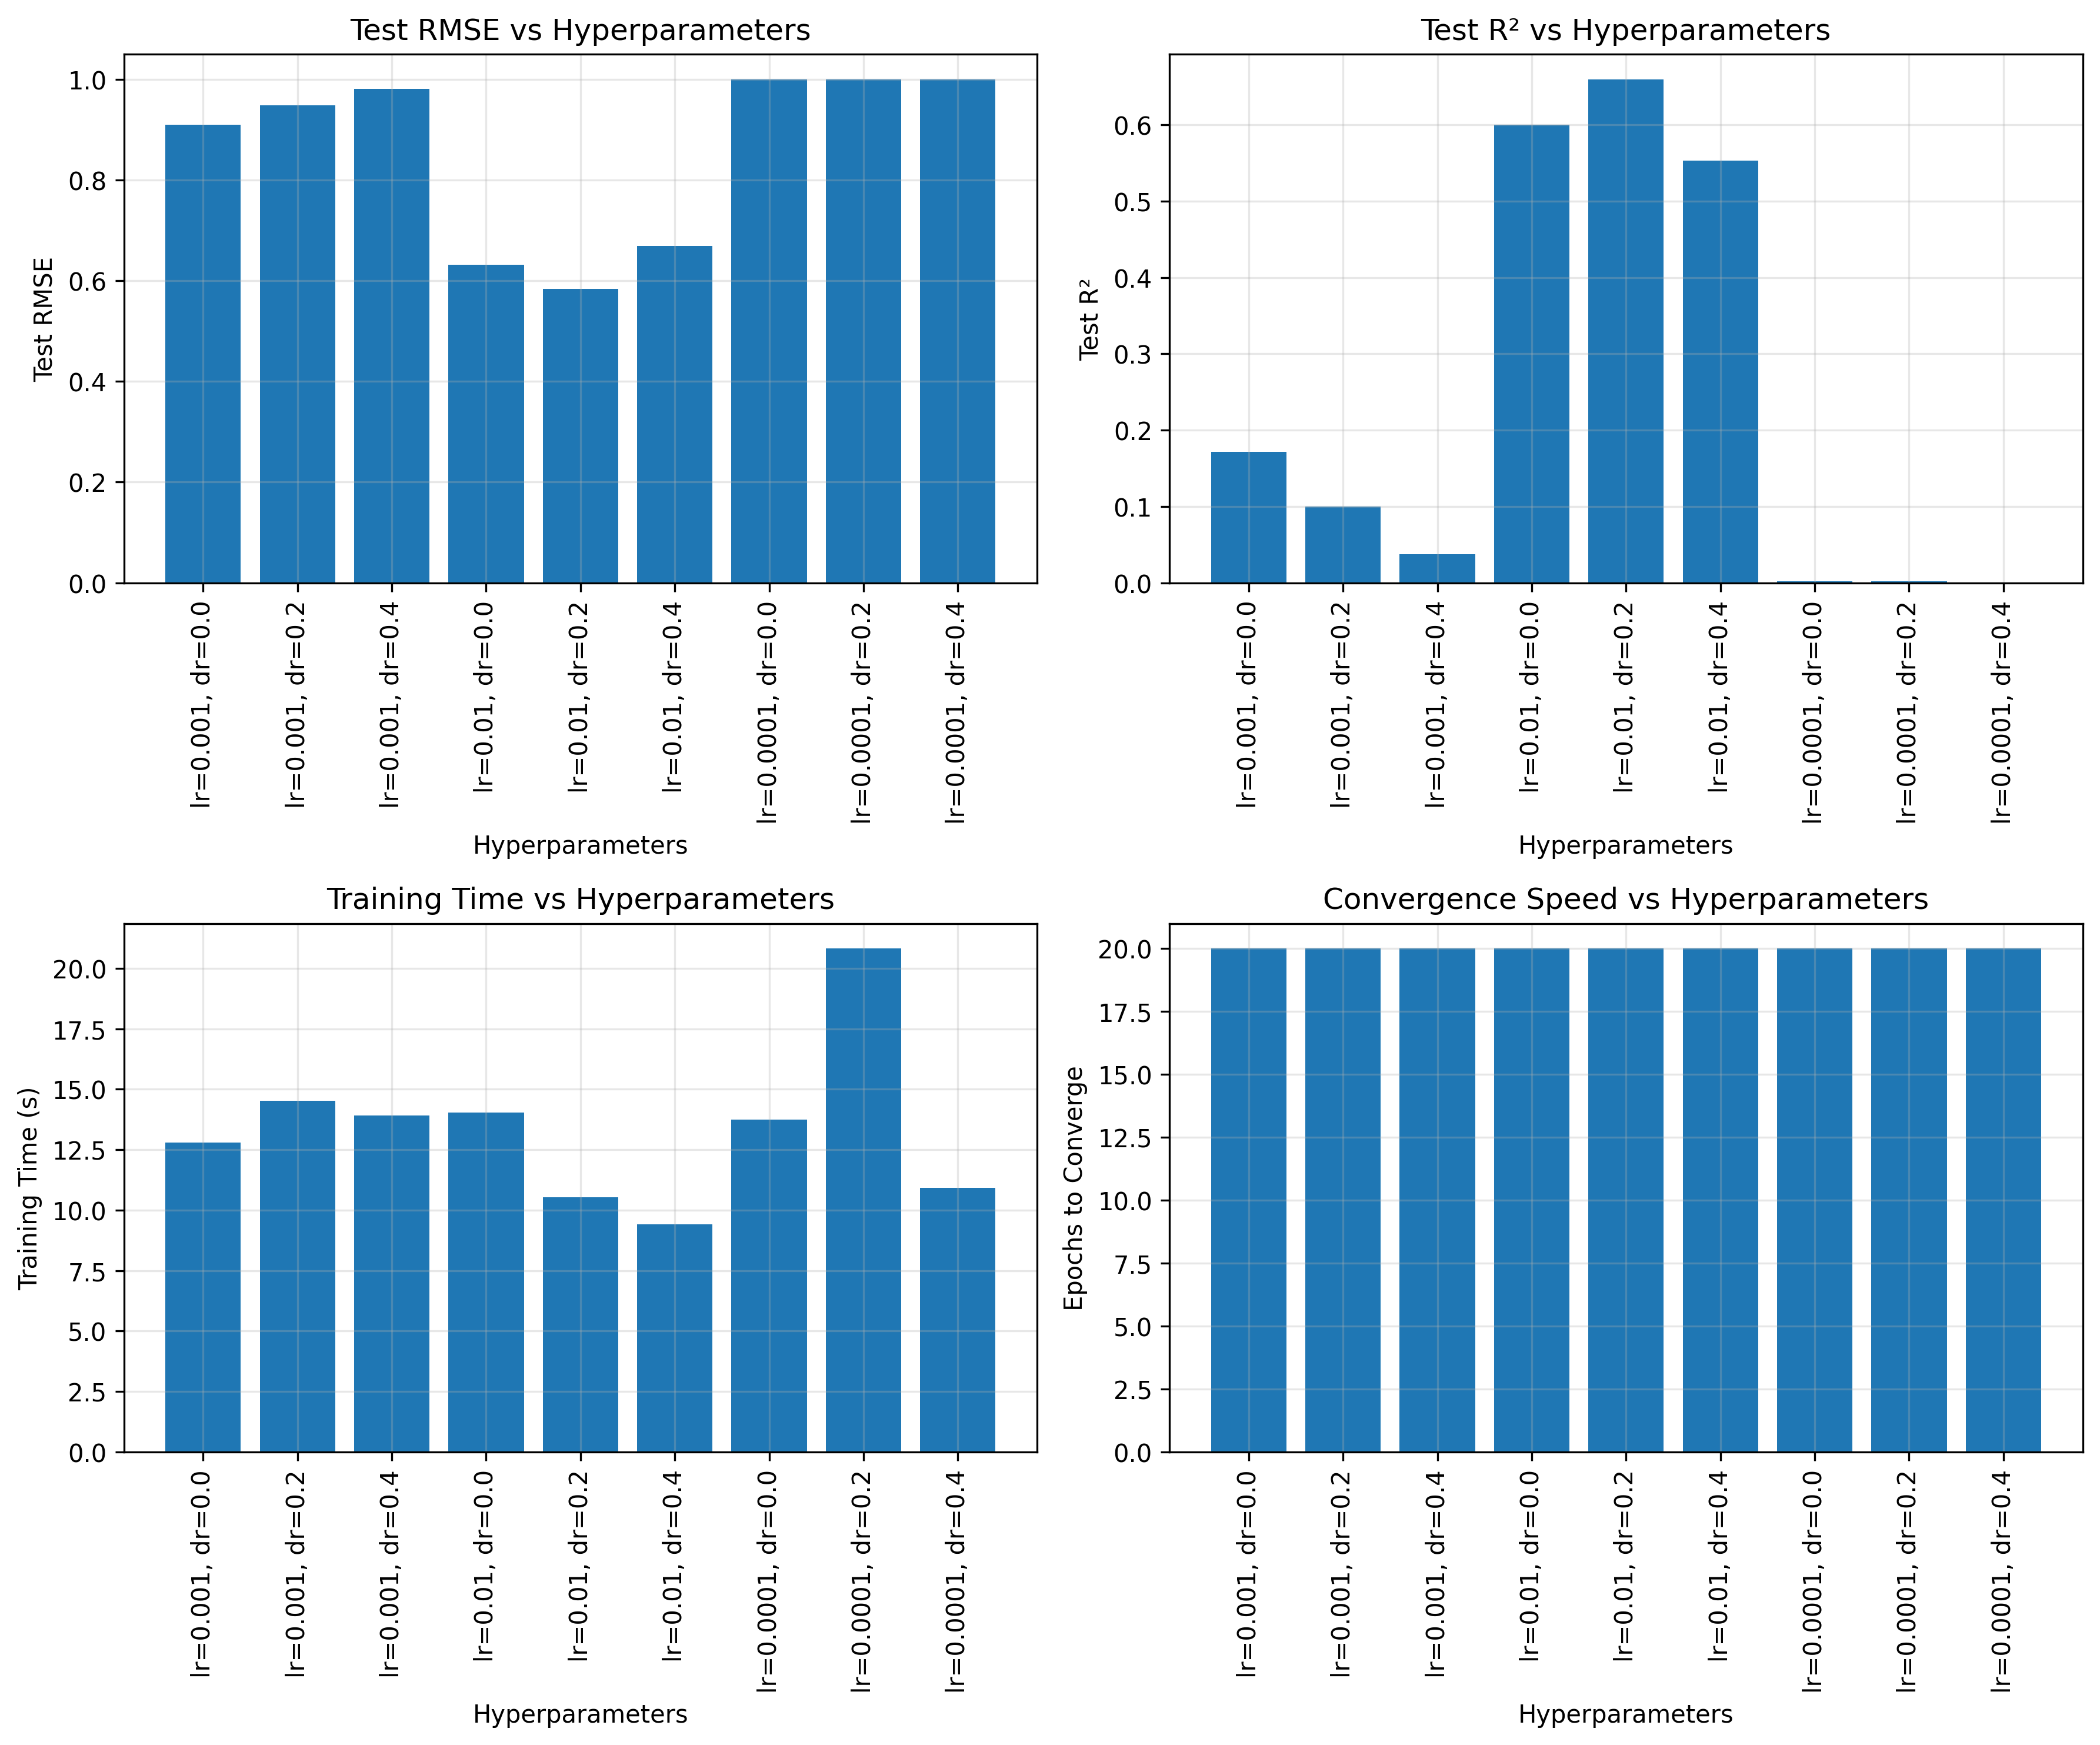 Test RMSE vs Hyperparameters
Test RMSE
1.0
0.8
0.6
0.4
0.2
0.0
lr=0.001, dr=0.0
lr=0.001, dr=0.2
lr=0.001, dr=0.4
lr=0.01, dr=0.0
lr=0.01, dr=0.2
lr=0.01, dr=0.4
lr=0.0001, dr=0.0
lr=0.0001, dr=0.2
lr=0.0001, dr=0.4
Hyperparameters
Test R² vs Hyperparameters
Test R²
0.6
0.5
0.4
0.3
0.2
0.1
0.0
lr=0.001, dr=0.0
lr=0.001, dr=0.2
lr=0.001, dr=0.4
lr=0.01, dr=0.0
lr=0.01, dr=0.2
lr=0.01, dr=0.4
lr=0.0001, dr=0.0
lr=0.0001, dr=0.2
lr=0.0001, dr=0.4
Hyperparameters
Training Time vs Hyperparameters
Training Time (s)
20.0
17.5
15.0
12.5
10.0
7.5
5.0
2.5
0.0
lr=0.001, dr=0.0
lr=0.001, dr=0.2
lr=0.001, dr=0.4
lr=0.01, dr=0.0
lr=0.01, dr=0.2
lr=0.01, dr=0.4
lr=0.0001, dr=0.0
lr=0.0001, dr=0.2
lr=0.0001, dr=0.4
Hyperparameters
Convergence Speed vs Hyperparameters
Epochs to Converge
20.0
17.5
15.0
12.5
10.0
7.5
5.0
2.5
0.0
lr=0.001, dr=0.0
lr=0.001, dr=0.2
lr=0.001, dr=0.4
lr=0.01, dr=0.0
lr=0.01, dr=0.2
lr=0.01, dr=0.4
lr=0.0001, dr=0.0
lr=0.0001, dr=0.2
lr=0.0001, dr=0.4
Hyperparameters